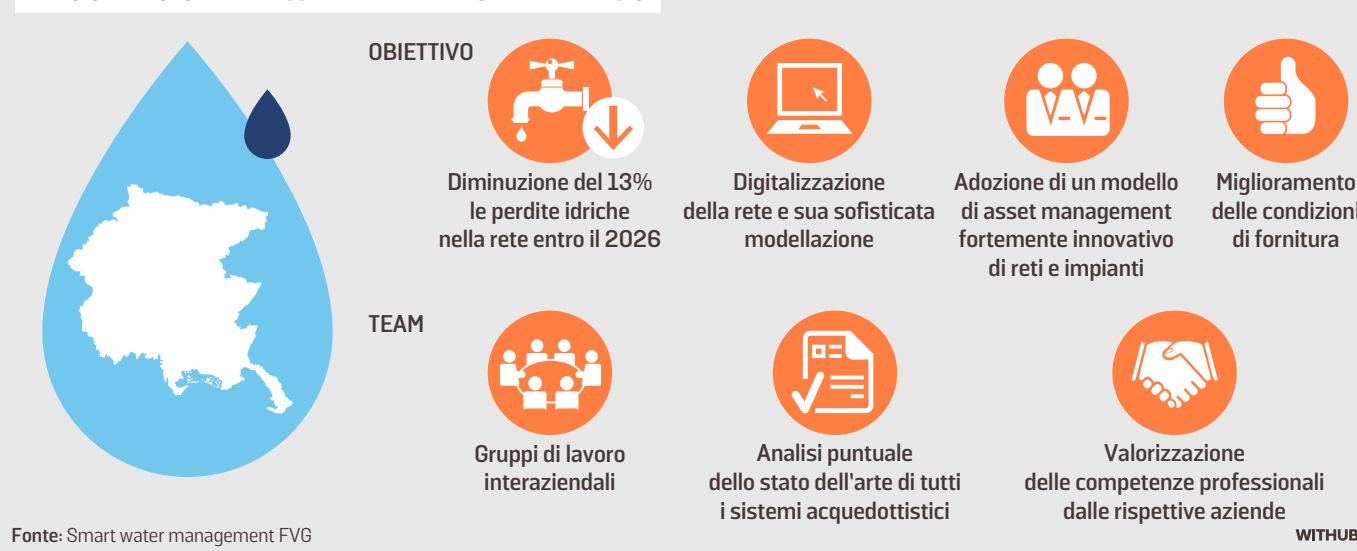 OBIETTIVO
Diminuzione del 13%
le perdite idriche
nella rete entro il 2026
Digitalizzazione
della rete e sua sofisticata
modellazione
Adozione di un modello
di asset management
fortemente innovativo
di reti e impianti
Miglioramento
delle condizioni
di fornitura
TEAM
Gruppi di lavoro
interaziendali
Analisi puntuale
dello stato dell'arte di tutti
i sistemi acquedottistici
Valorizzazione
delle competenze professionali
dalle rispettive aziende
Fonte: Smart water management FVG
WITHUB